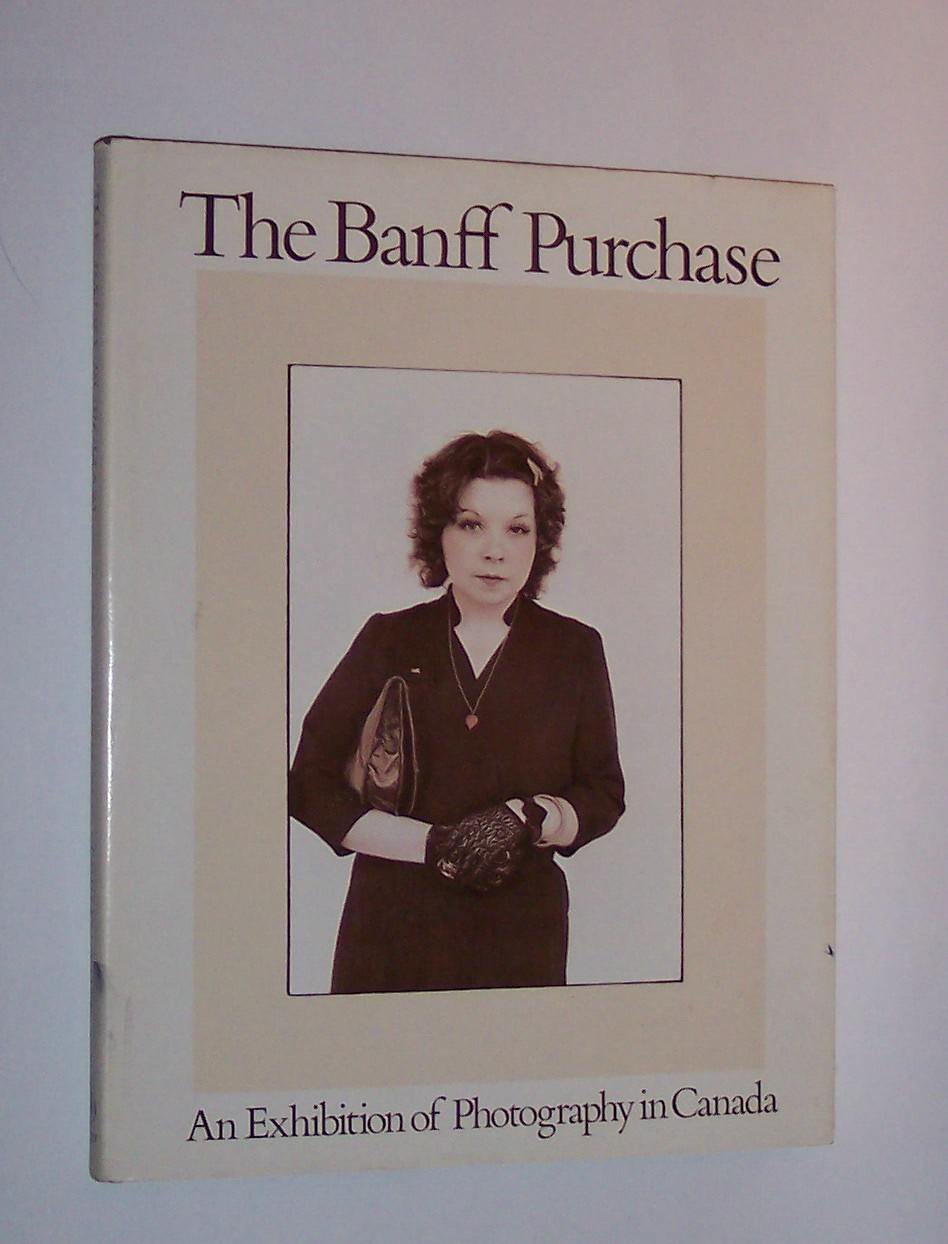 The Banff Purchase
An Exhibition of Photography in Canada